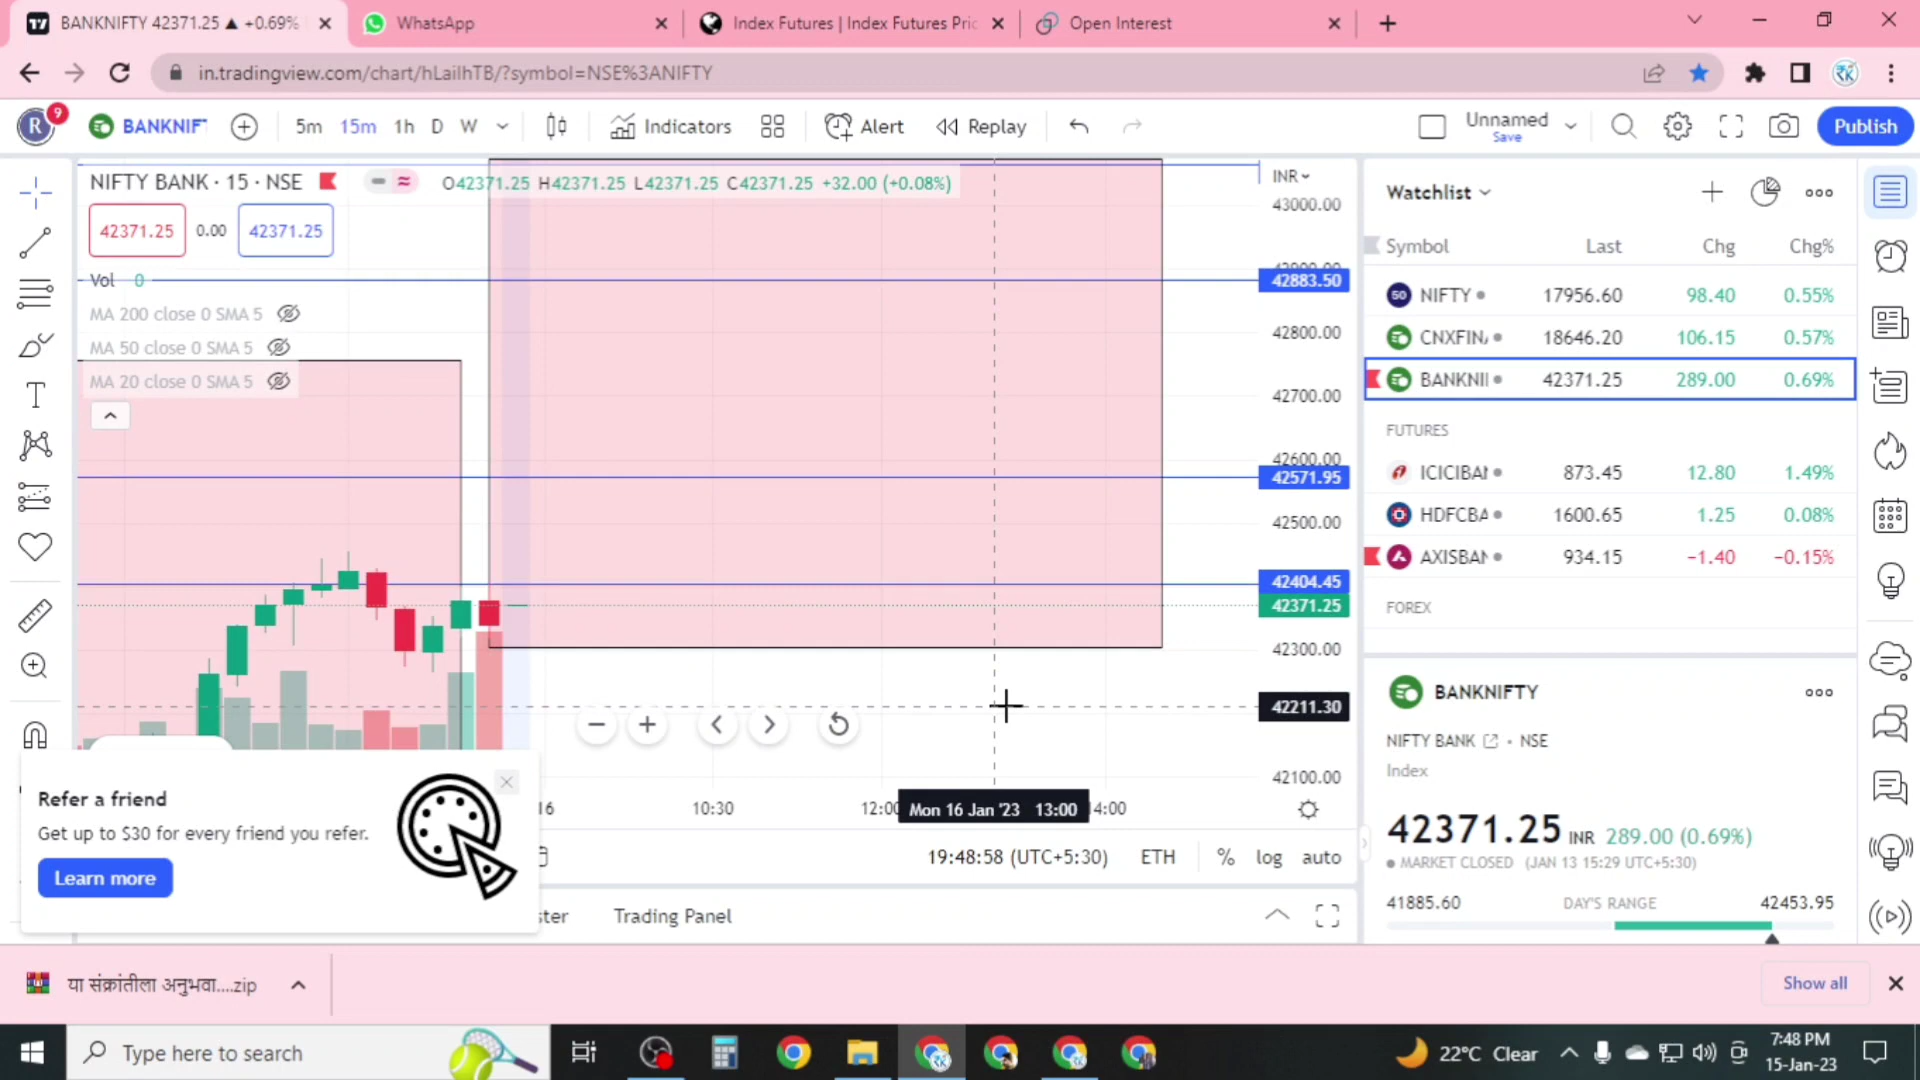 BANKNIFTY 42371.25 ▲ +0.69%
WhatsApp
Index Futures | Index Futures Pric
Open Interest
in.tradingview.com/chart/hLaiIhTB/?symbol=NSE%3ANIFTY
R 9
BANKNIF
5m 15m 1h D W
Indicators
Alert
Replay
Unnamed
Save
Publish
NIFTY BANK · 15 · NSE
O42371.25 H42371.25 L42371.25 C42371.25 +32.00 (+0.08%)
42371.25 0.00 42371.25
Vol 0
MA 200 close 0 SMA 5
MA 50 close 0 SMA 5
MA 20 close 0 SMA 5
INR
43000.00
42883.50
42800.00
42700.00
42600.00
42571.95
42500.00
42404.45
42371.25
42300.00
42211.30
42100.00
16 10:30 12:00 Mon 16 Jan '23 13:00 14:00
19:48:58 (UTC+5:30) ETH % log auto
Trading Panel
Refer a friend
Get up to $30 for every friend you refer.
Learn more
Watchlist
Symbol Last Chg Chg%
50 NIFTY 17956.60 98.40 0.55%
CNXFIN 18646.20 106.15 0.57%
BANKNI 42371.25 289.00 0.69%
FUTURES
ICICIBA 873.45 12.80 1.49%
HDFCBA 1600.65 1.25 0.08%
AXISBA 934.15 −1.40 −0.15%
FOREX
BANKNIFTY
NIFTY BANK · NSE
Index
42371.25 INR 289.00 (0.69%)
MARKET CLOSED (JAN 13 15:29 UTC+5:30)
41885.60 DAY'S RANGE 42453.95
या संक्रांतीला अनुभवा....zip
Show all
Type here to search
22°C Clear
7:48 PM
15-Jan-23